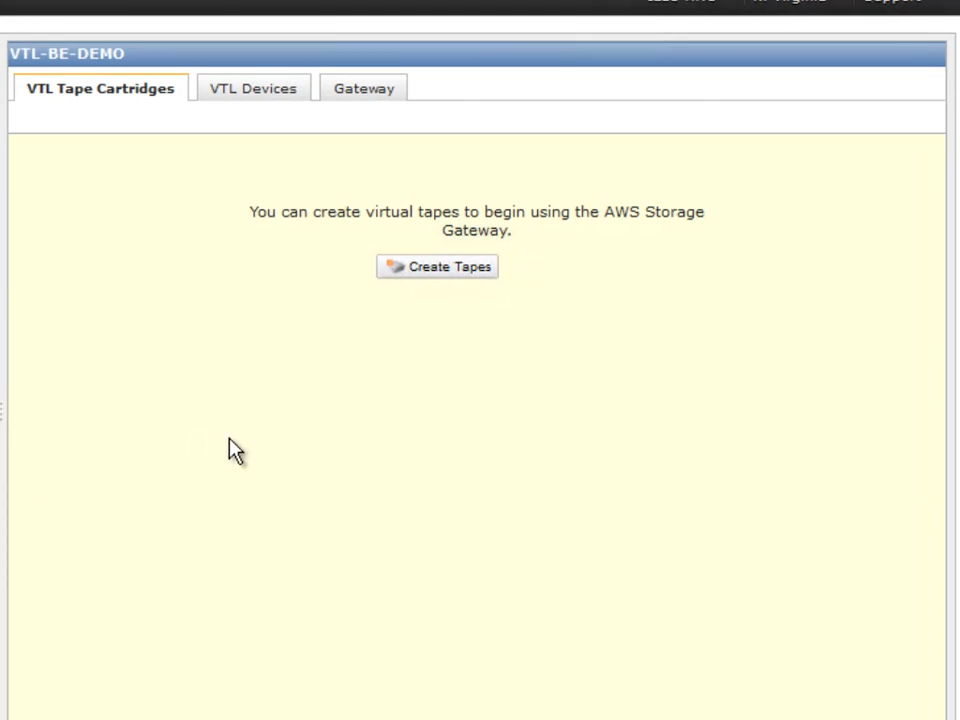 VTL-BE-DEMO
VTL Tape Cartridges VTL Devices Gateway
You can create virtual tapes to begin using the AWS Storage
Gateway.
Create Tapes